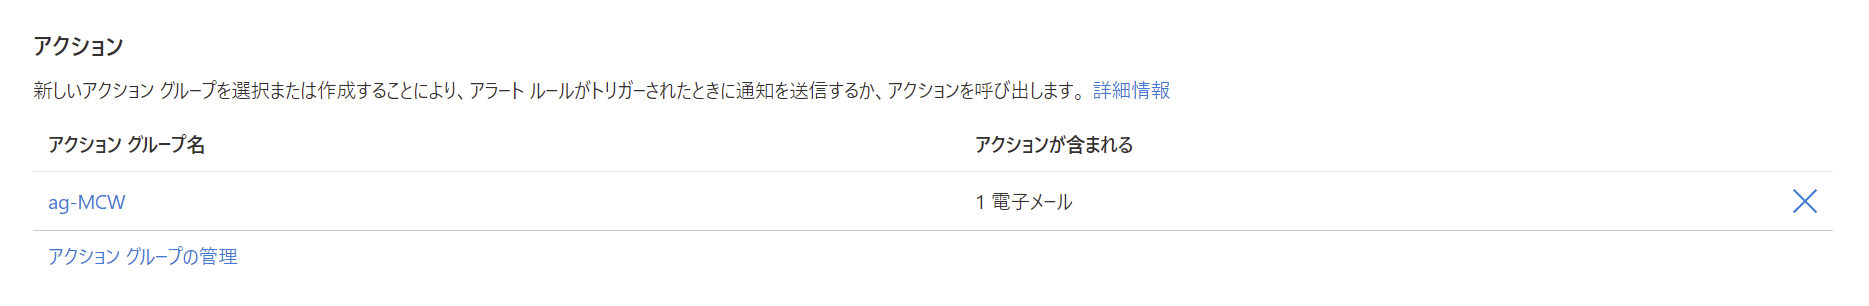 アクション
新しいアクション グループを選択または作成することにより、アラート ルールがトリガーされたときに通知を送信するか、アクションを呼び出します。 詳細情報
アクション グループ名 アクションが含まれる
ag-MCW 1 電子メール
アクション グループの管理